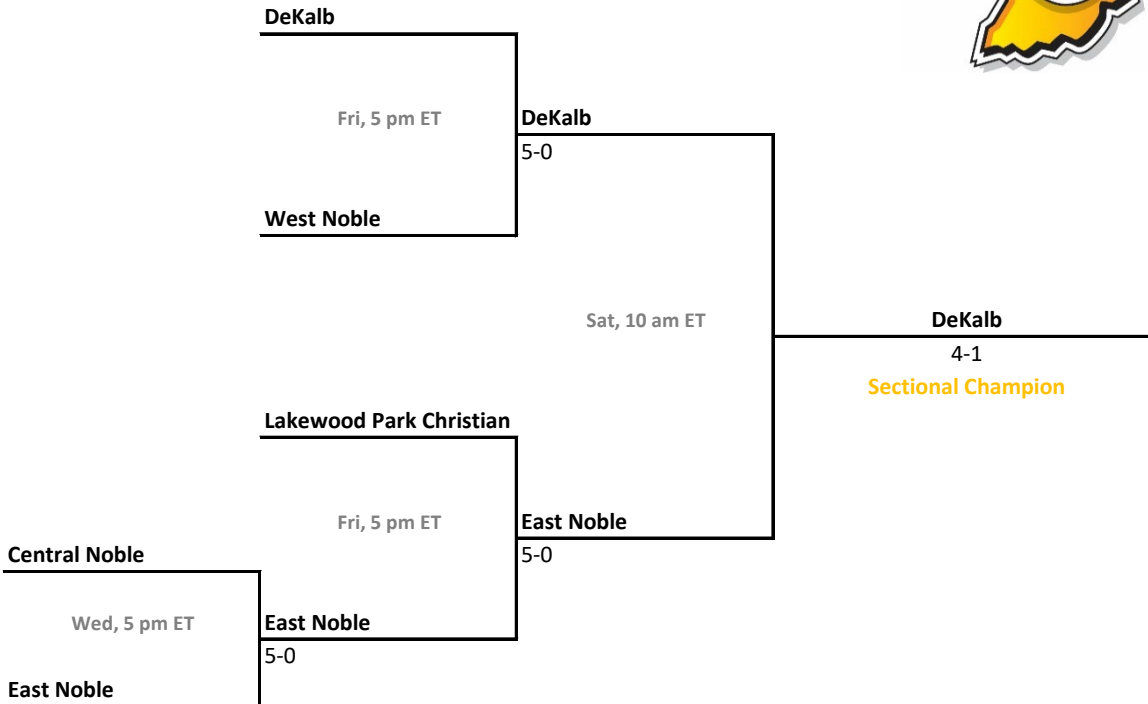 DeKalb
Fri, 5 pm ET
DeKalb
5-0
West Noble
Sat, 10 am ET
DeKalb
4-1
Sectional Champion
Lakewood Park Christian
Fri, 5 pm ET
East Noble
5-0
Central Noble
Wed, 5 pm ET
East Noble
5-0
East Noble